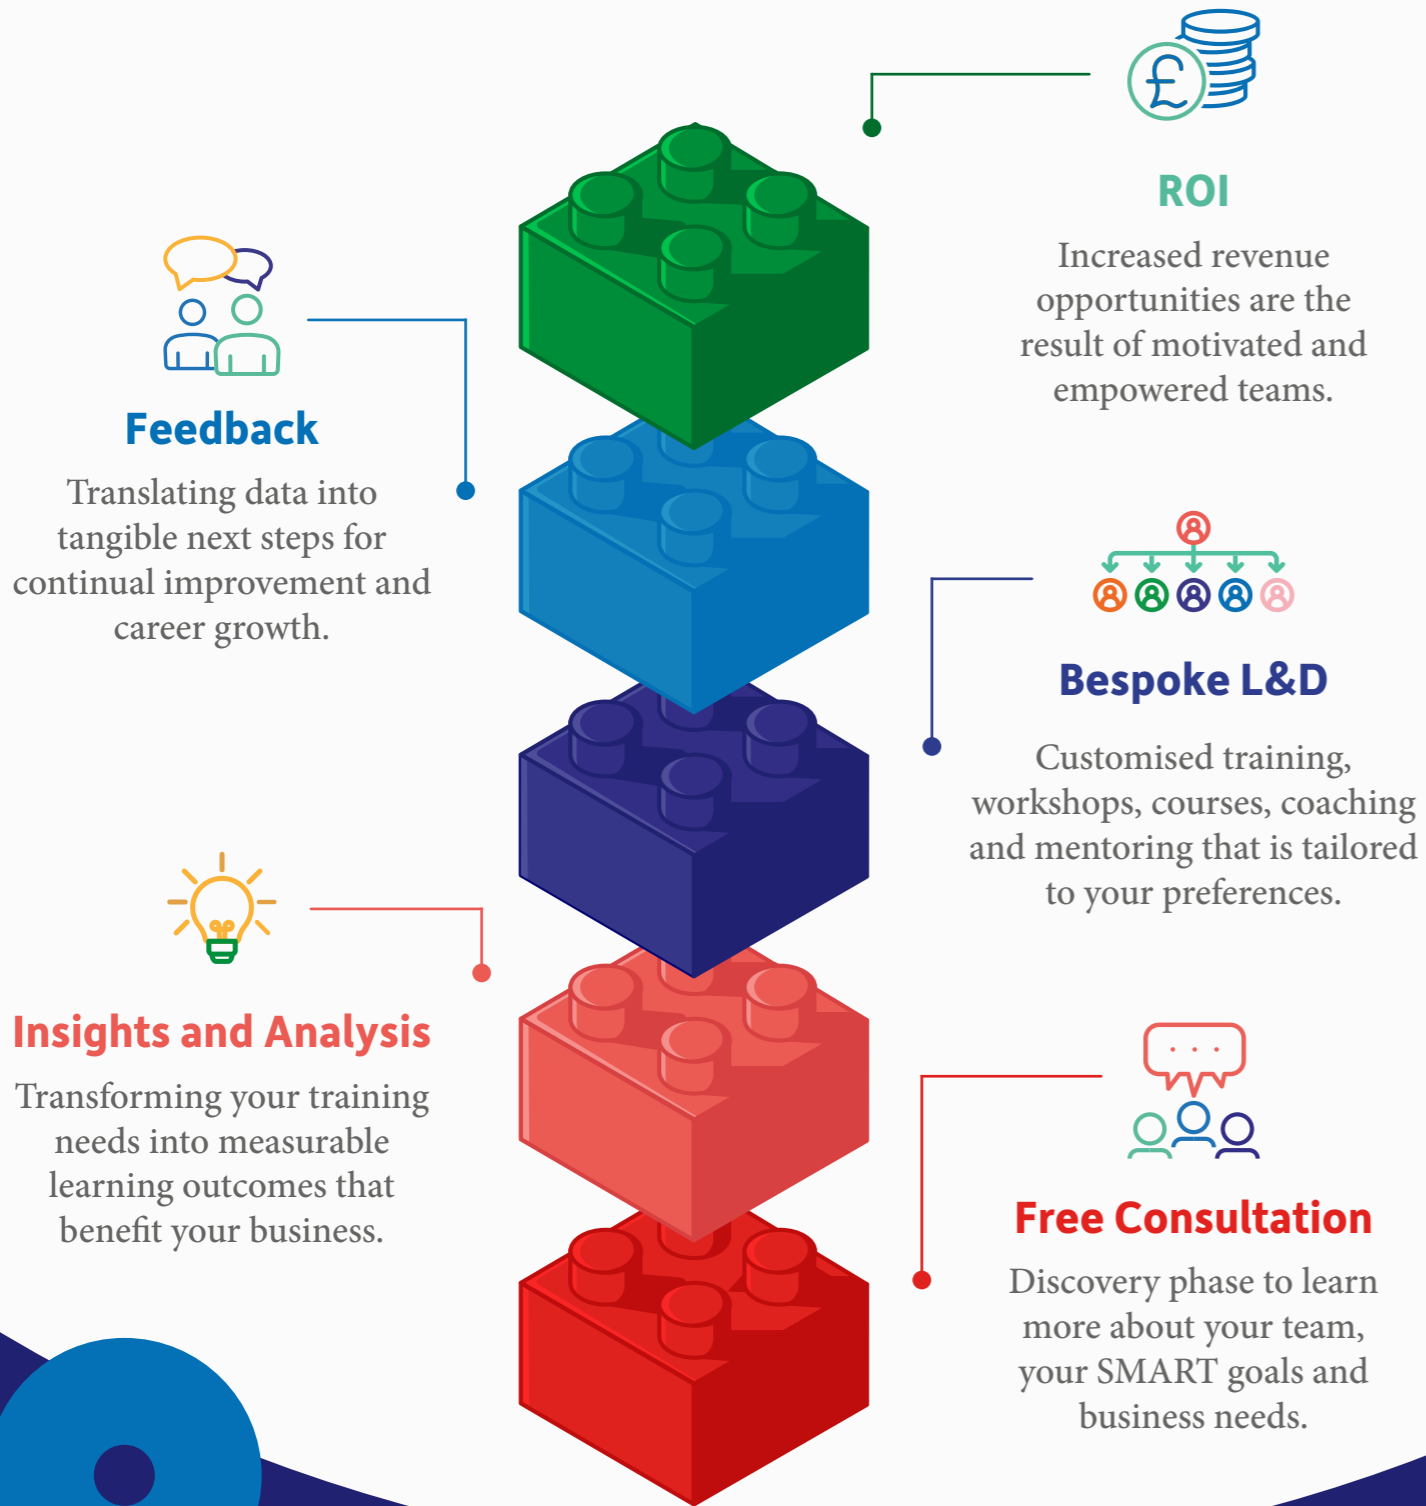 ROI
Increased revenue
opportunities are the
result of motivated and
empowered teams.
Feedback
Translating data into
tangible next steps for
continual improvement and
career growth.
Bespoke L&D
Customised training,
workshops, courses, coaching
and mentoring that is tailored
to your preferences.
Insights and Analysis
Transforming your training
needs into measurable
learning outcomes that
benefit your business.
Free Consultation
Discovery phase to learn
more about your team,
your SMART goals and
business needs.